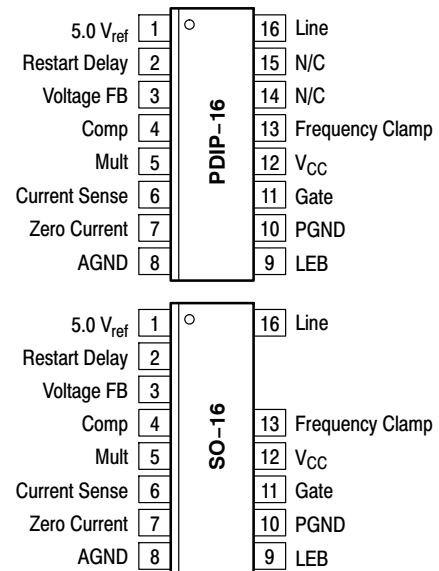 5.0 Vref 1 16 Line
Restart Delay 2 15 N/C
Voltage FB 3 14 N/C
Comp 4 13 Frequency Clamp
Mult 5 12 VCC
Current Sense 6 11 Gate
Zero Current 7 10 PGND
AGND 8 9 LEB
PDIP–16
5.0 Vref 1 16 Line
Restart Delay 2
Voltage FB 3
Comp 4 13 Frequency Clamp
Mult 5 12 VCC
Current Sense 6 11 Gate
Zero Current 7 10 PGND
AGND 8 9 LEB
SO–16